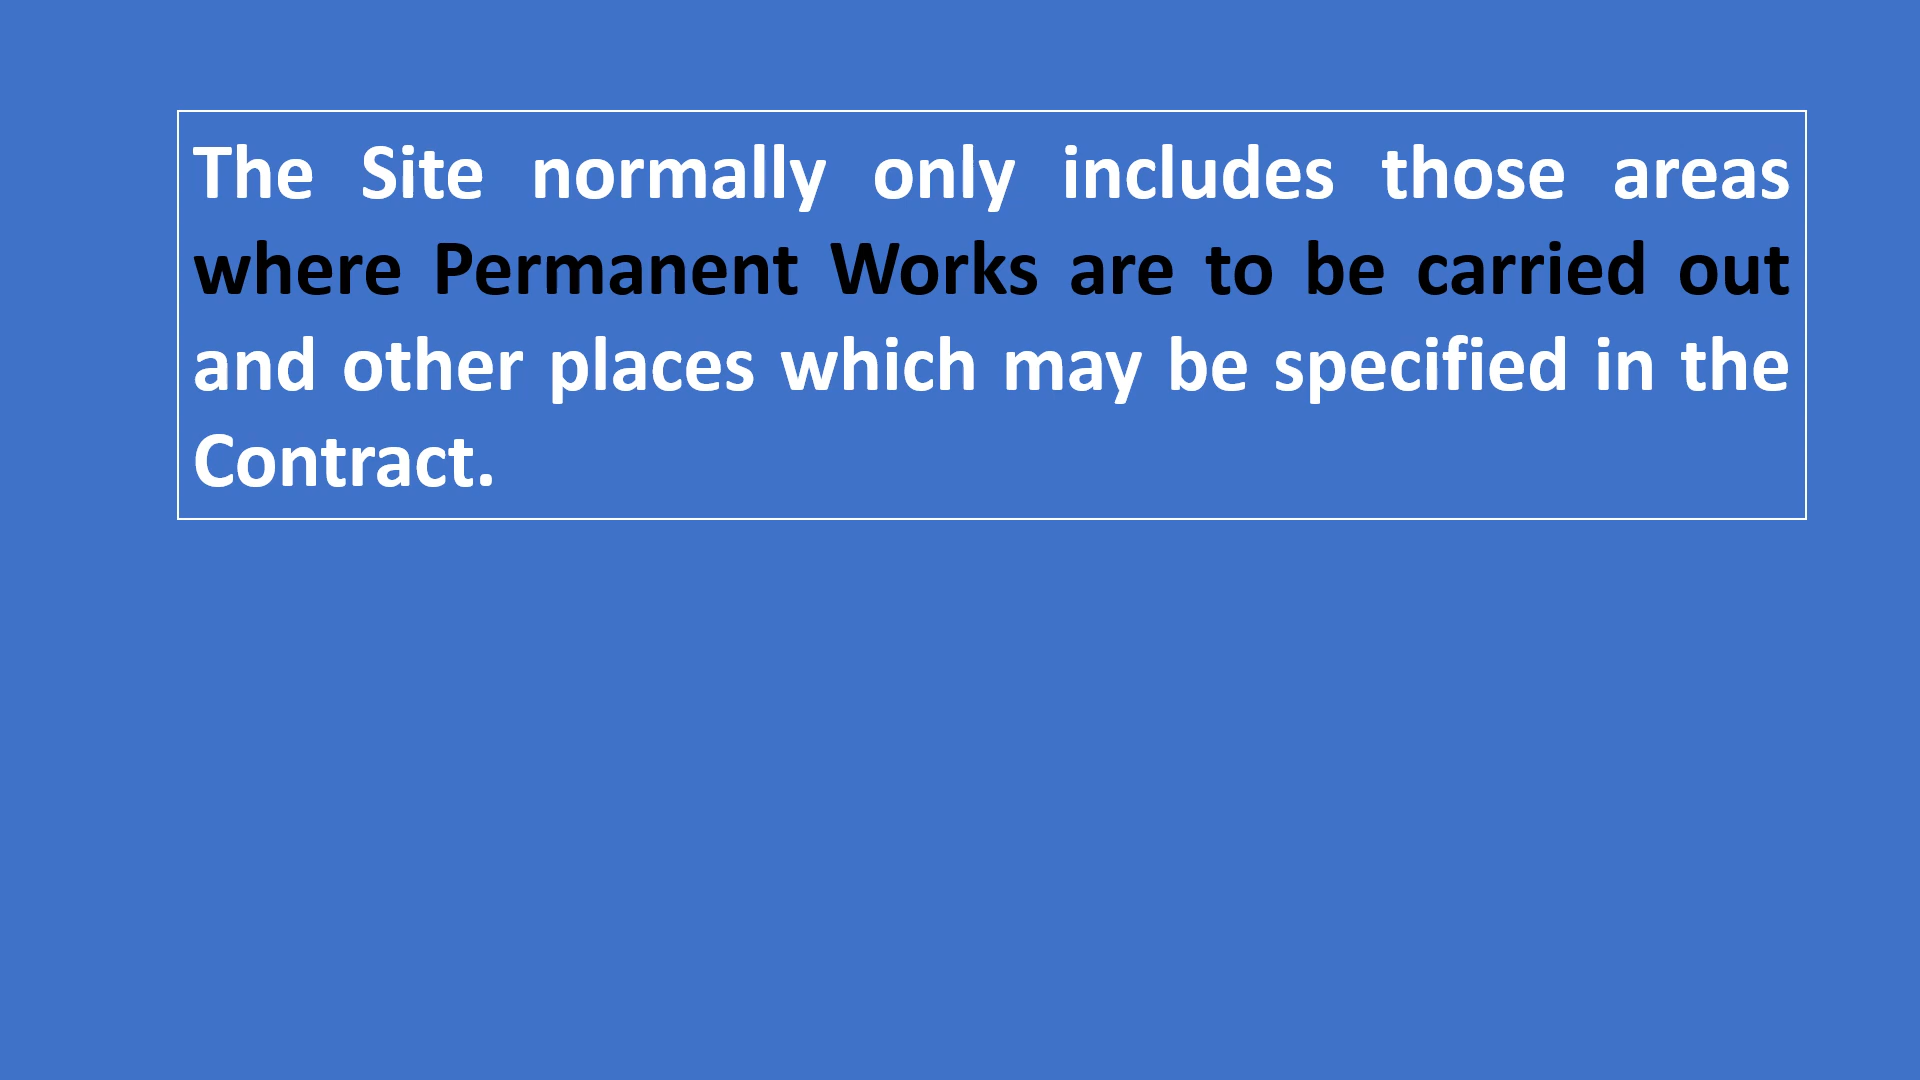 The Site normally only includes those areas
where Permanent Works are to be carried out
and other places which may be specified in the
Contract.